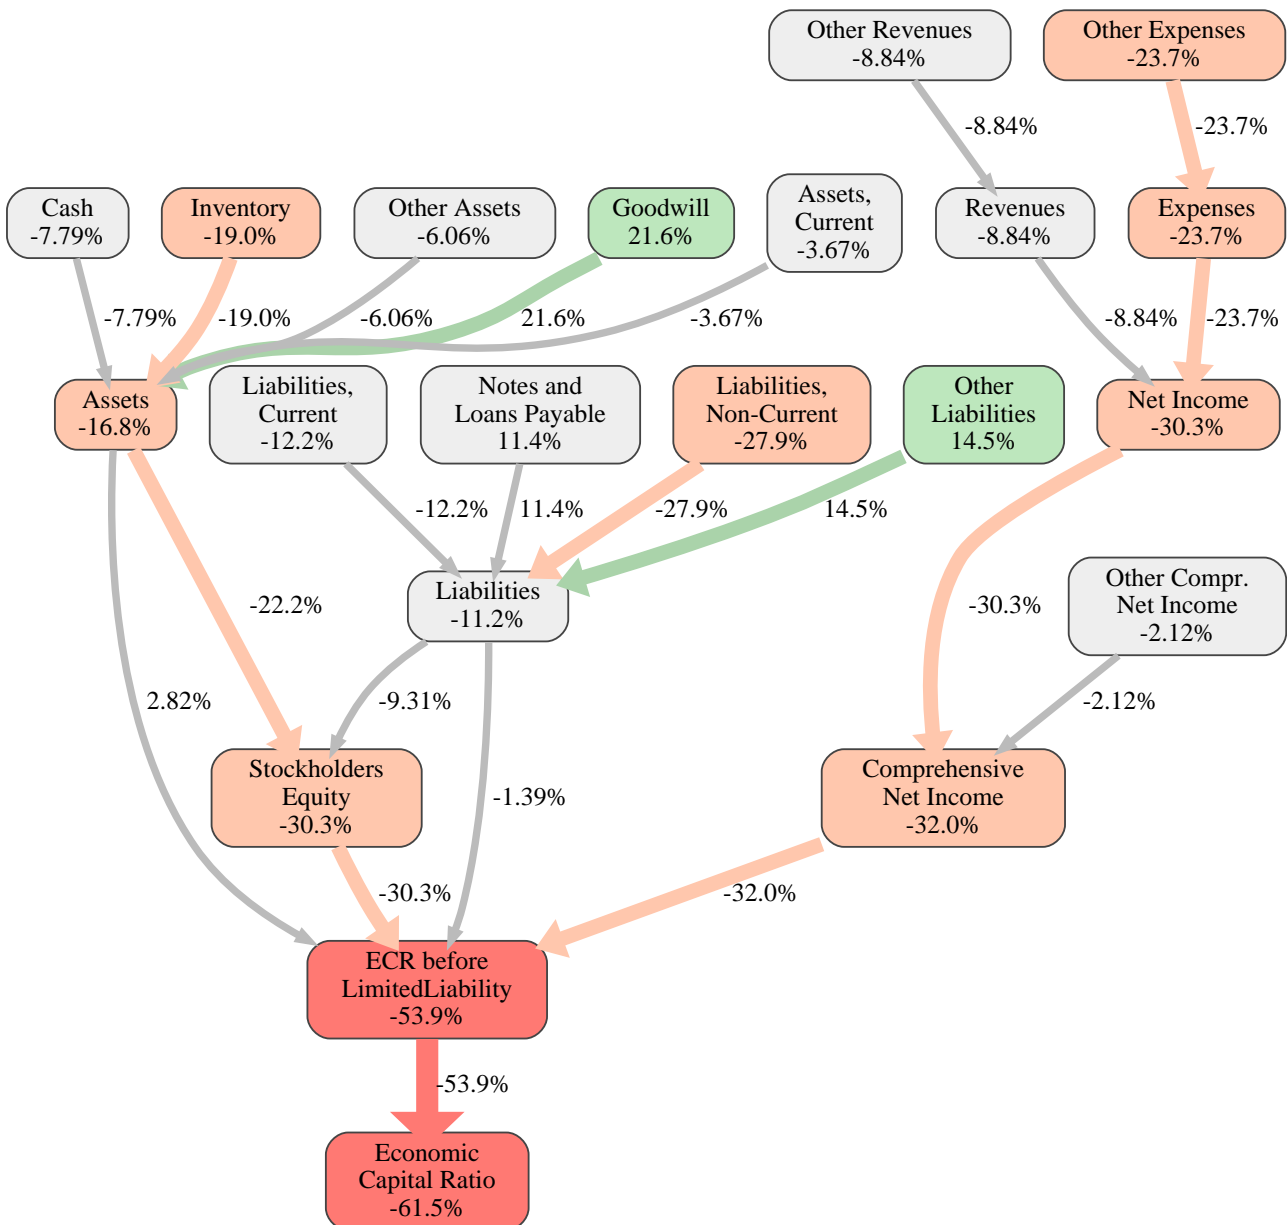 Other Revenues
-8.84%
Other Expenses
-23.7%
-8.84%
-23.7%
Cash
-7.79%
Inventory
-19.0%
Other Assets
-6.06%
Goodwill
21.6%
Assets,
Current
-3.67%
Revenues
-8.84%
Expenses
-23.7%
-7.79%
-19.0%
-6.06%
21.6%
-3.67%
-8.84%
-23.7%
Assets
-16.8%
Liabilities,
Current
-12.2%
Notes and
Loans Payable
11.4%
Liabilities,
Non-Current
-27.9%
Other
Liabilities
14.5%
Net Income
-30.3%
-12.2%
11.4%
-27.9%
14.5%
-22.2%
Liabilities
-11.2%
-30.3%
Other Compr.
Net Income
-2.12%
2.82%
-9.31%
-2.12%
Stockholders
Equity
-30.3%
-1.39%
Comprehensive
Net Income
-32.0%
-30.3%
-32.0%
ECR before
LimitedLiability
-53.9%
-53.9%
Economic
Capital Ratio
-61.5%